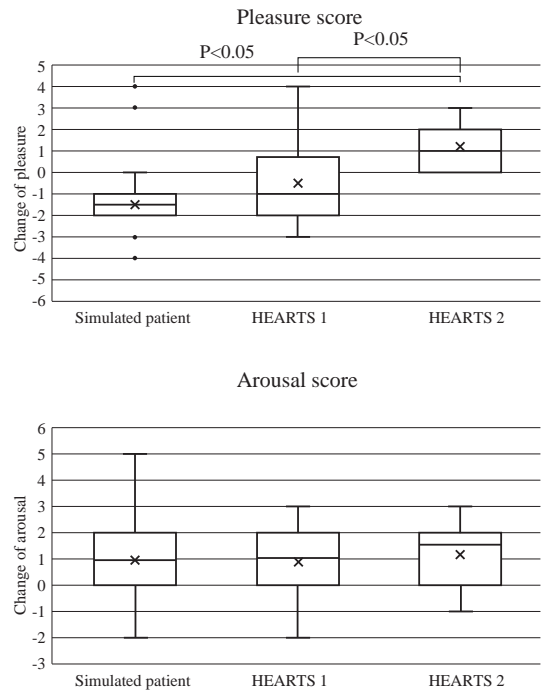 Pleasure score
P<0.05
P<0.05
Change of pleasure
5
4
3
2
1
0
-1
-2
-3
-4
-5
-6
Simulated patient HEARTS 1 HEARTS 2
Arousal score
Change of arousal
6
5
4
3
2
1
0
-1
-2
-3
Simulated patient HEARTS 1 HEARTS 2